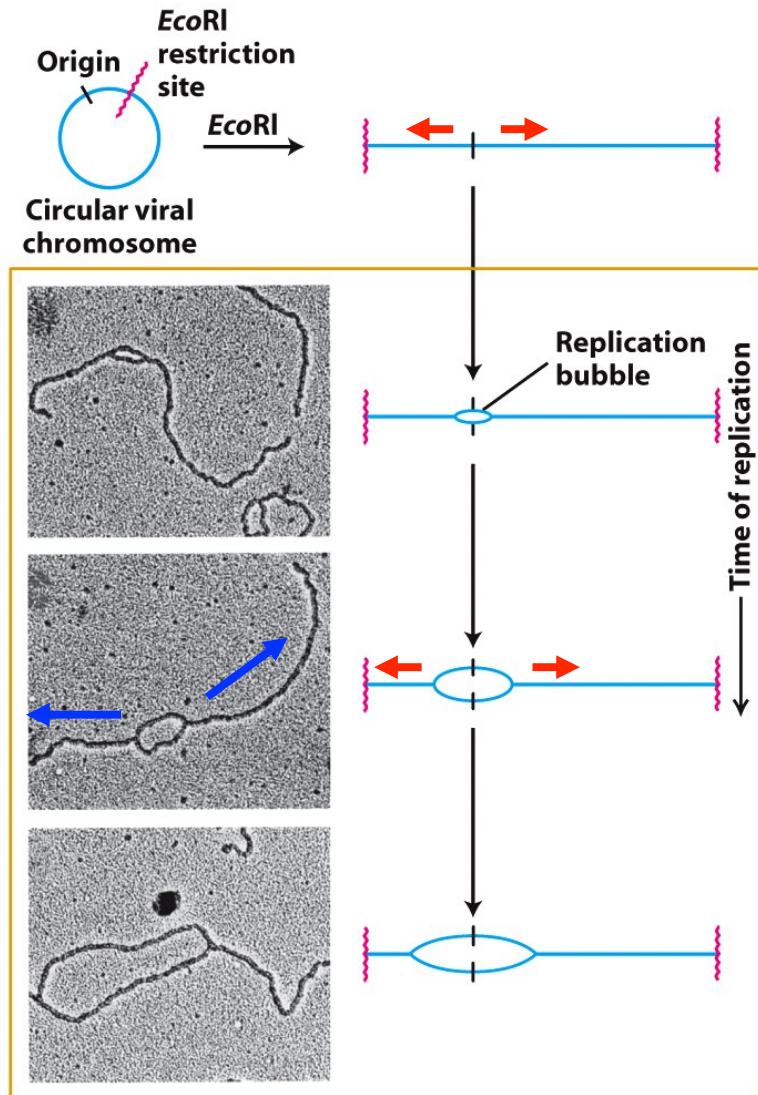 EcoRI
restriction
site
Origin
EcoRI
Circular viral
chromosome
Replication
bubble
Time of replication